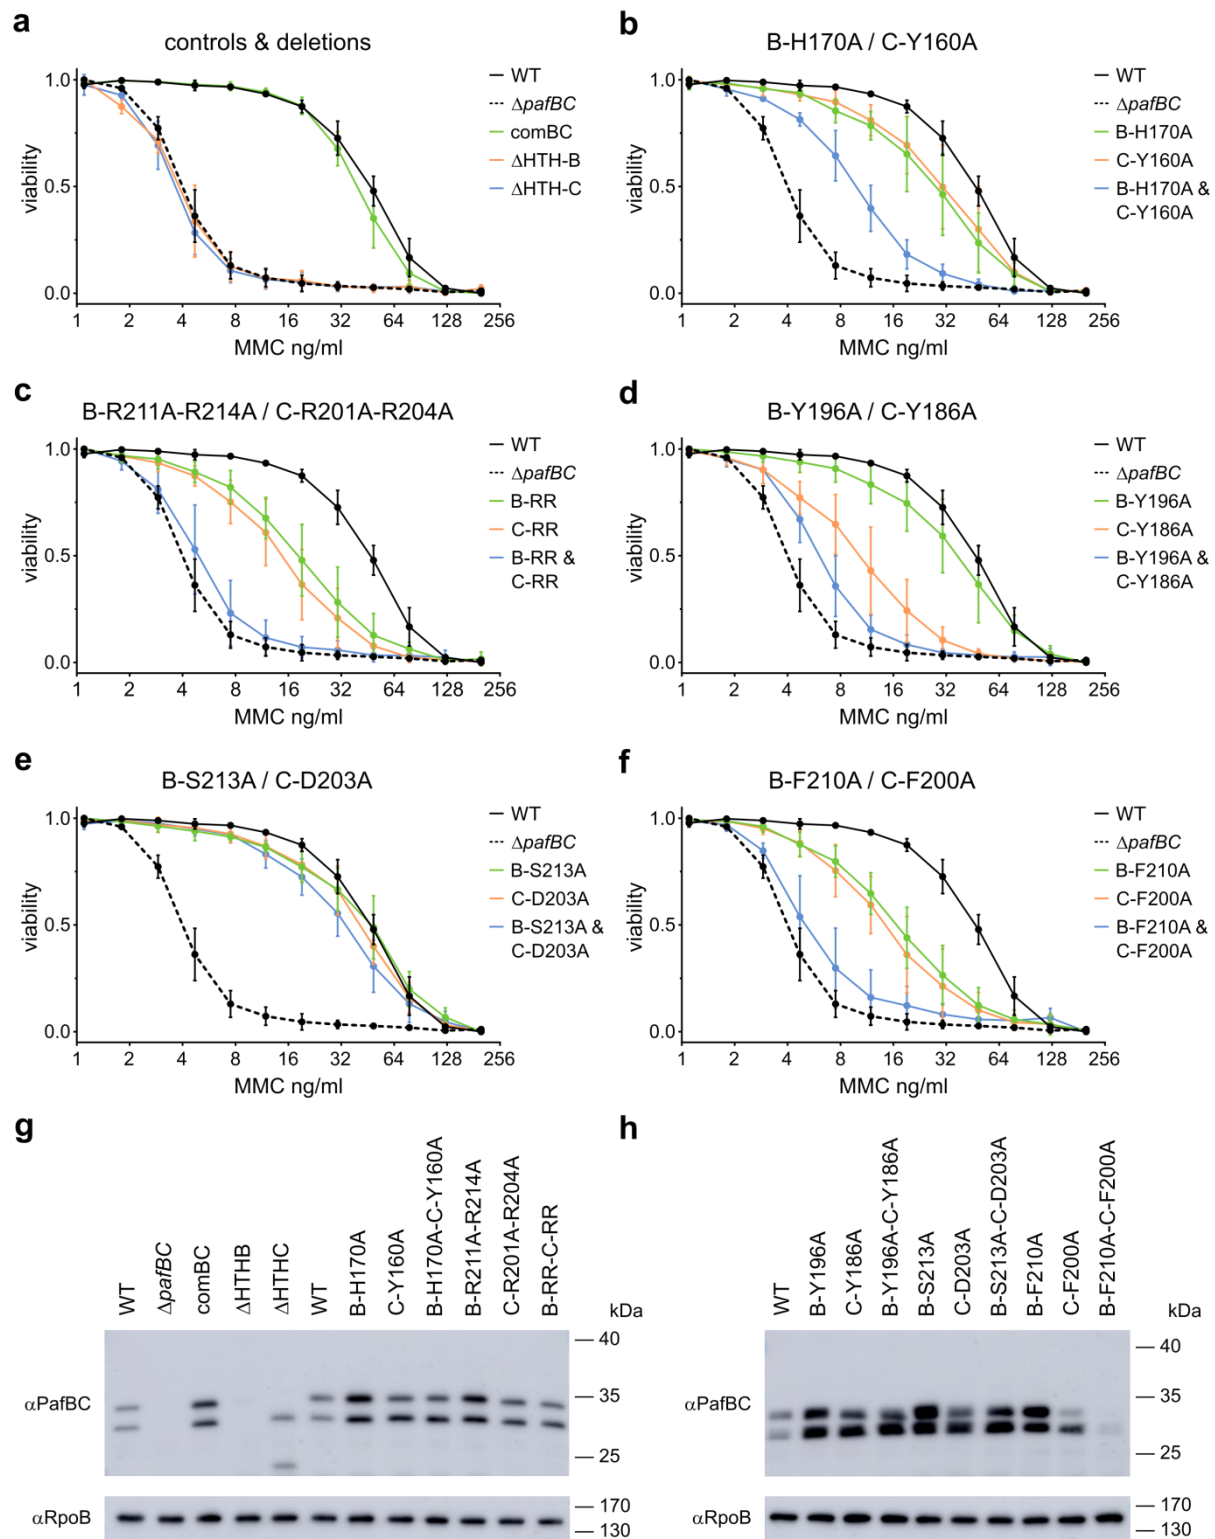 a
controls & deletions
1.0
0.5
0.0
viability
1 2 4 8 16 32 64 128 256
MMC ng/ml
WT
ΔpafBC
comBC
ΔHTH-B
ΔHTH-C
b
B-H170A / C-Y160A
1.0
0.5
0.0
viability
1 2 4 8 16 32 64 128 256
MMC ng/ml
WT
ΔpafBC
B-H170A
C-Y160A
B-H170A &
C-Y160A
c
B-R211A-R214A / C-R201A-R204A
1.0
0.5
0.0
viability
1 2 4 8 16 32 64 128 256
MMC ng/ml
WT
ΔpafBC
B-RR
C-RR
B-RR &
C-RR
d
B-Y196A / C-Y186A
1.0
0.5
0.0
viability
1 2 4 8 16 32 64 128 256
MMC ng/ml
WT
ΔpafBC
B-Y196A
C-Y186A
B-Y196A &
C-Y186A
e
B-S213A / C-D203A
1.0
0.5
0.0
viability
1 2 4 8 16 32 64 128 256
MMC ng/ml
WT
ΔpafBC
B-S213A
C-D203A
B-S213A &
C-D203A
f
B-F210A / C-F200A
1.0
0.5
0.0
viability
1 2 4 8 16 32 64 128 256
MMC ng/ml
WT
ΔpafBC
B-F210A
C-F200A
B-F210A &
C-F200A
g
WT
ΔpafBC
comBC
ΔHTHB
ΔHTHC
WT
B-H170A
C-Y160A
B-H170A-C-Y160A
B-R211A-R214A
C-R201A-R204A
B-RR-C-RR
kDa
40
αPafBC
35
25
αRpoB
170
130
h
WT
B-Y196A
C-Y186A
B-Y196A-C-Y186A
B-S213A
C-D203A
B-S213A-C-D203A
B-F210A
C-F200A
B-F210A-C-F200A
kDa
40
αPafBC
35
25
αRpoB
170
130